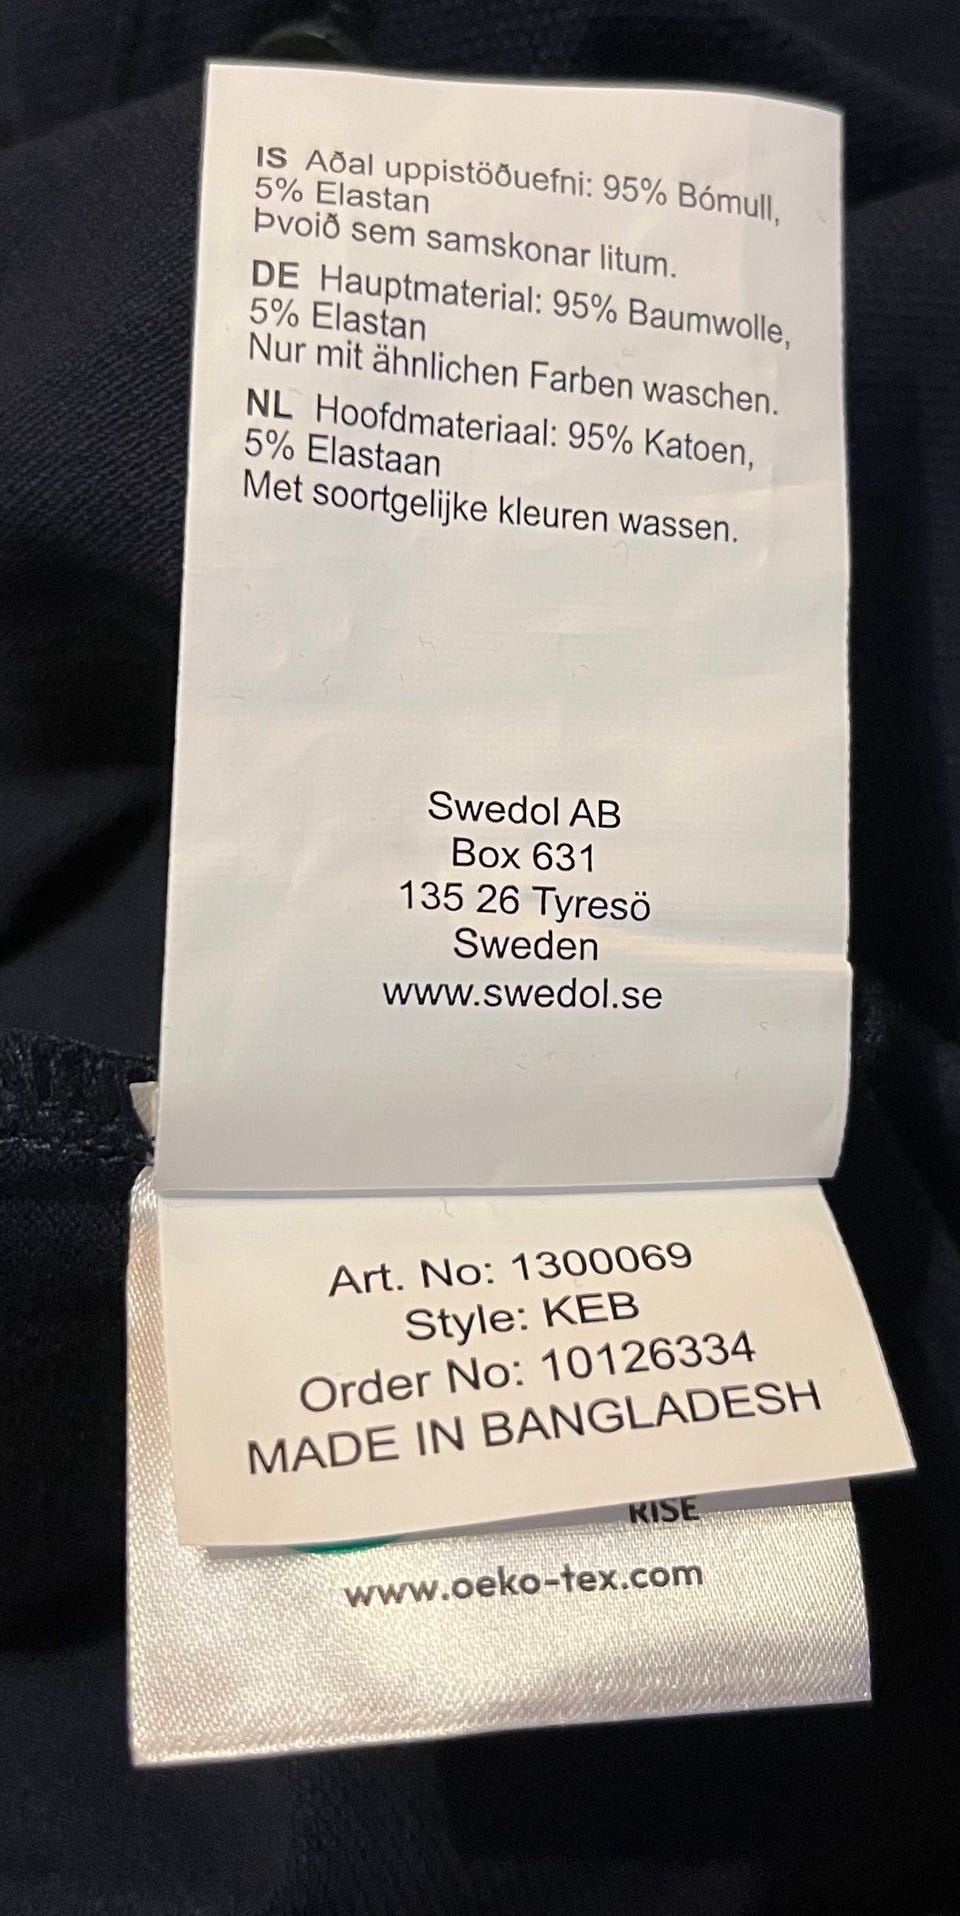 IS Aðal uppistöðuefni: 95% Bómull,
5% Elastan
Þvoið sem samskonar litum.
DE Hauptmaterial: 95% Baumwolle,
5% Elastan
Nur mit ähnlichen Farben waschen.
NL Hoofdmateriaal: 95% Katoen,
5% Elastaan
Met soortgelijke kleuren wassen.
Swedol AB
Box 631
135 26 Tyresö
Sweden
www.swedol.se
Art. No: 1300069
Style: KEB
Order No: 10126334
MADE IN BANGLADESH
RISE
www.oeko-tex.com